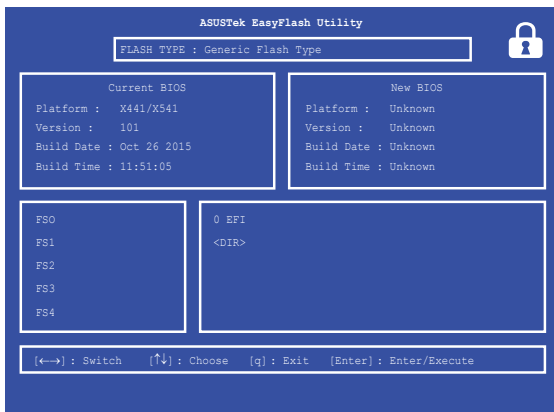 ASUSTek EasyFlash Utility
FLASH TYPE : Generic Flash Type
Current BIOS
Platform : X441/X541
Version : 101
Build Date : Oct 26 2015
Build Time : 11:51:05
New BIOS
Platform : Unknown
Version : Unknown
Build Date : Unknown
Build Time : Unknown
FSO
FS1
FS2
FS3
FS4
0 EFI
<DIR>
[←→] : Switch [↑↓] : Choose [q] : Exit [Enter] : Enter/Execute